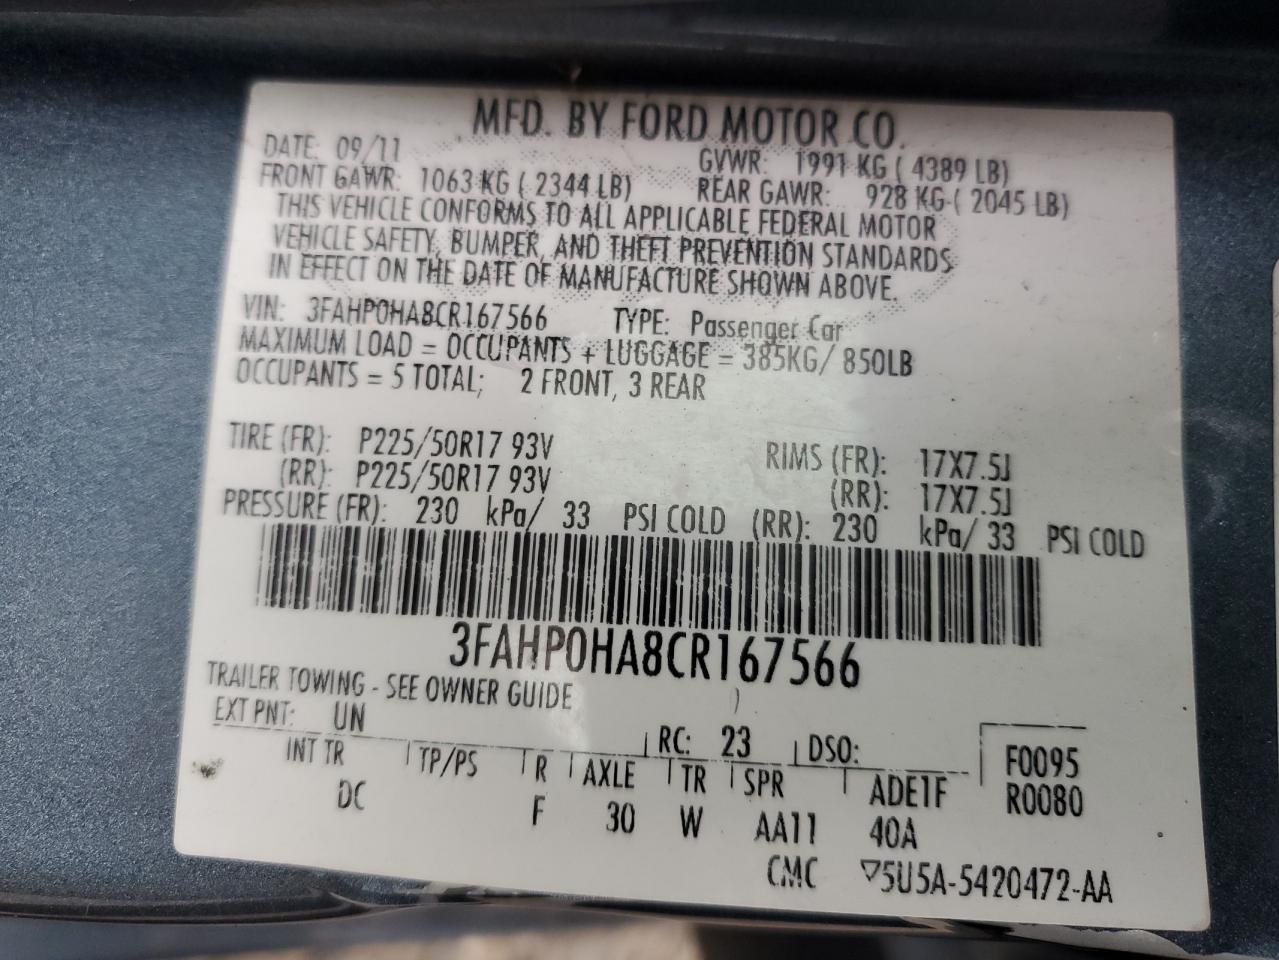 MFD. BY FORD MOTOR CO.
DATE: 09/11 GVWR: 1991 KG ( 4389 LB)
FRONT GAWR: 1063 KG ( 2344 LB) REAR GAWR: 928 KG ( 2045 LB)
THIS VEHICLE CONFORMS TO ALL APPLICABLE FEDERAL MOTOR
VEHICLE SAFETY, BUMPER, AND THEFT PREVENTION STANDARDS
IN EFFECT ON THE DATE OF MANUFACTURE SHOWN ABOVE.
VIN: 3FAHP0HA8CR167566 TYPE: Passenger Car
MAXIMUM LOAD = OCCUPANTS + LUGGAGE = 385KG/ 850LB
OCCUPANTS = 5 TOTAL; 2 FRONT, 3 REAR
TIRE (FR): P225/50R17 93V RIMS (FR): 17X7.5J
(RR): P225/50R17 93V (RR): 17X7.5J
PRESSURE (FR): 230 kPa/ 33 PSI COLD (RR): 230 kPa/ 33 PSI COLD
3FAHP0HA8CR167566
TRAILER TOWING - SEE OWNER GUIDE
EXT PNT: UN RC: 23 DSO: F0095
INT TR TP/PS R AXLE TR SPR ADE1F R0080
DC F 30 W AA11 40A
CMC ▽5U5A-5420472-AA